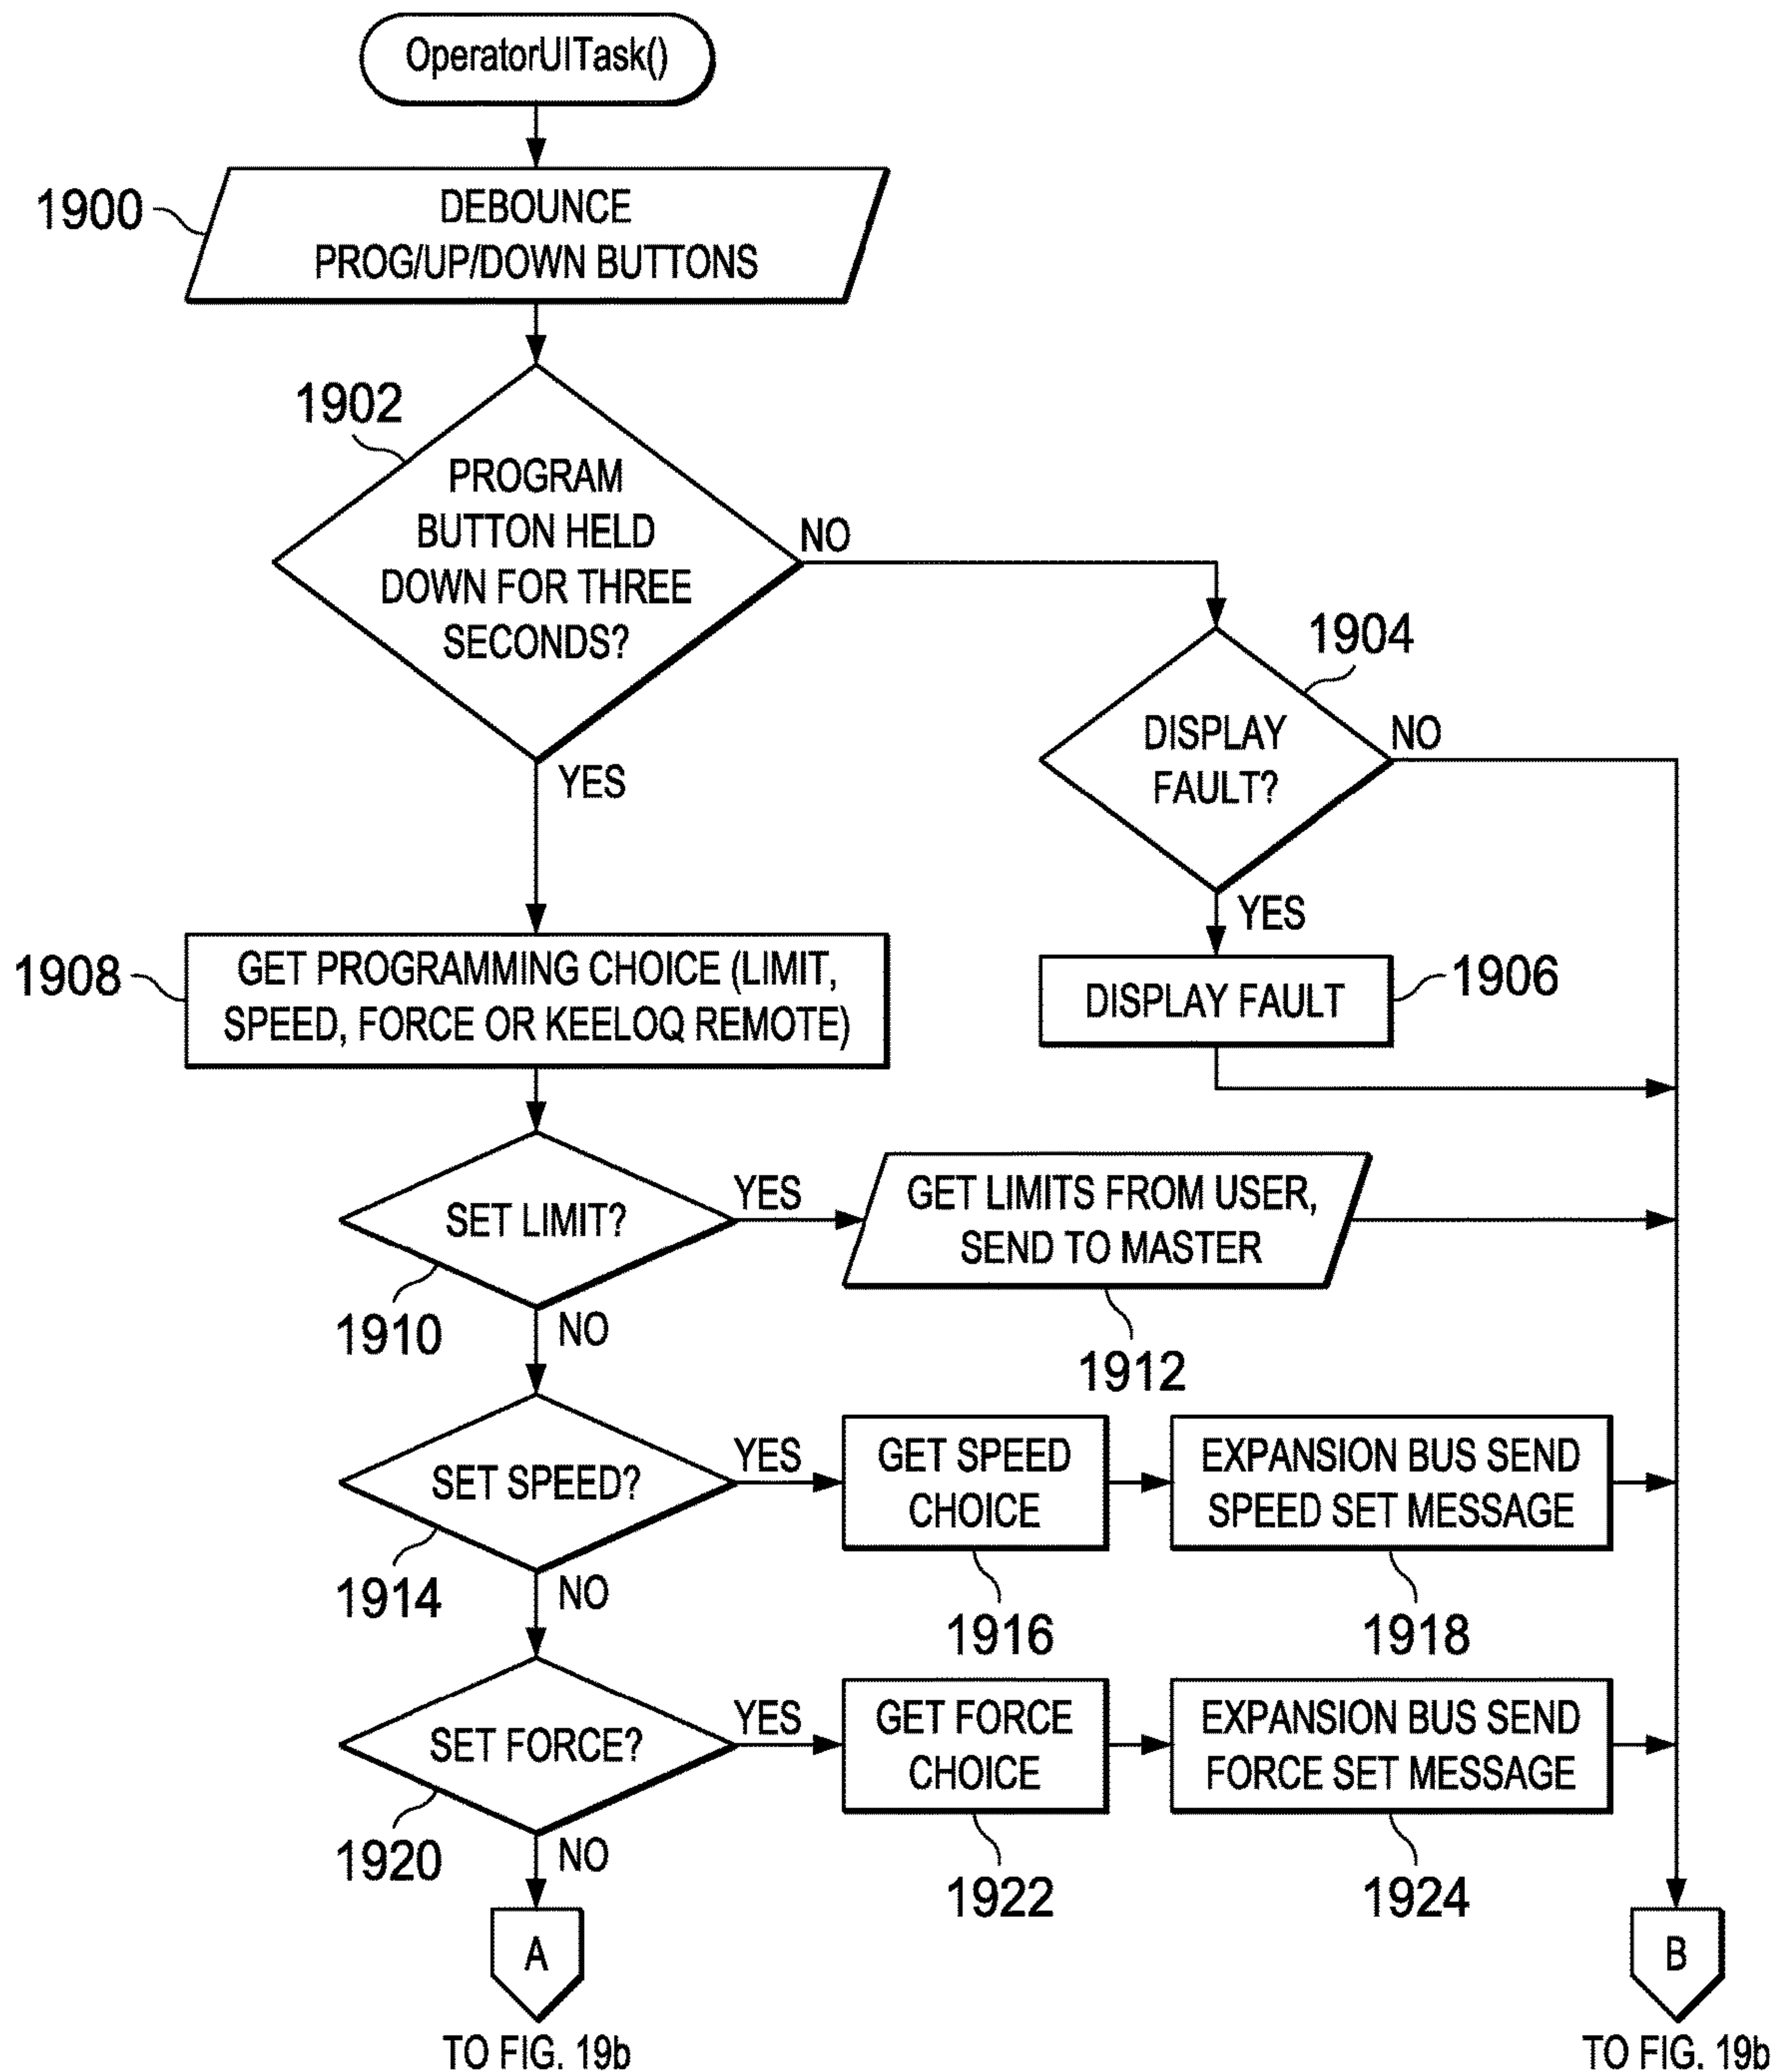 OperatorUITask()
1900
DEBOUNCE
PROG/UP/DOWN BUTTONS
1902
PROGRAM
BUTTON HELD
DOWN FOR THREE
SECONDS?
NO
YES
1904
DISPLAY
FAULT?
NO
YES
1906
DISPLAY FAULT
1908
GET PROGRAMMING CHOICE (LIMIT,
SPEED, FORCE OR KEELOQ REMOTE)
SET LIMIT?
YES
1910
NO
GET LIMITS FROM USER,
SEND TO MASTER
1912
SET SPEED?
YES
1914
NO
GET SPEED
CHOICE
1916
EXPANSION BUS SEND
SPEED SET MESSAGE
1918
SET FORCE?
YES
1920
NO
GET FORCE
CHOICE
1922
EXPANSION BUS SEND
FORCE SET MESSAGE
1924
A
TO FIG. 19b
B
TO FIG. 19b